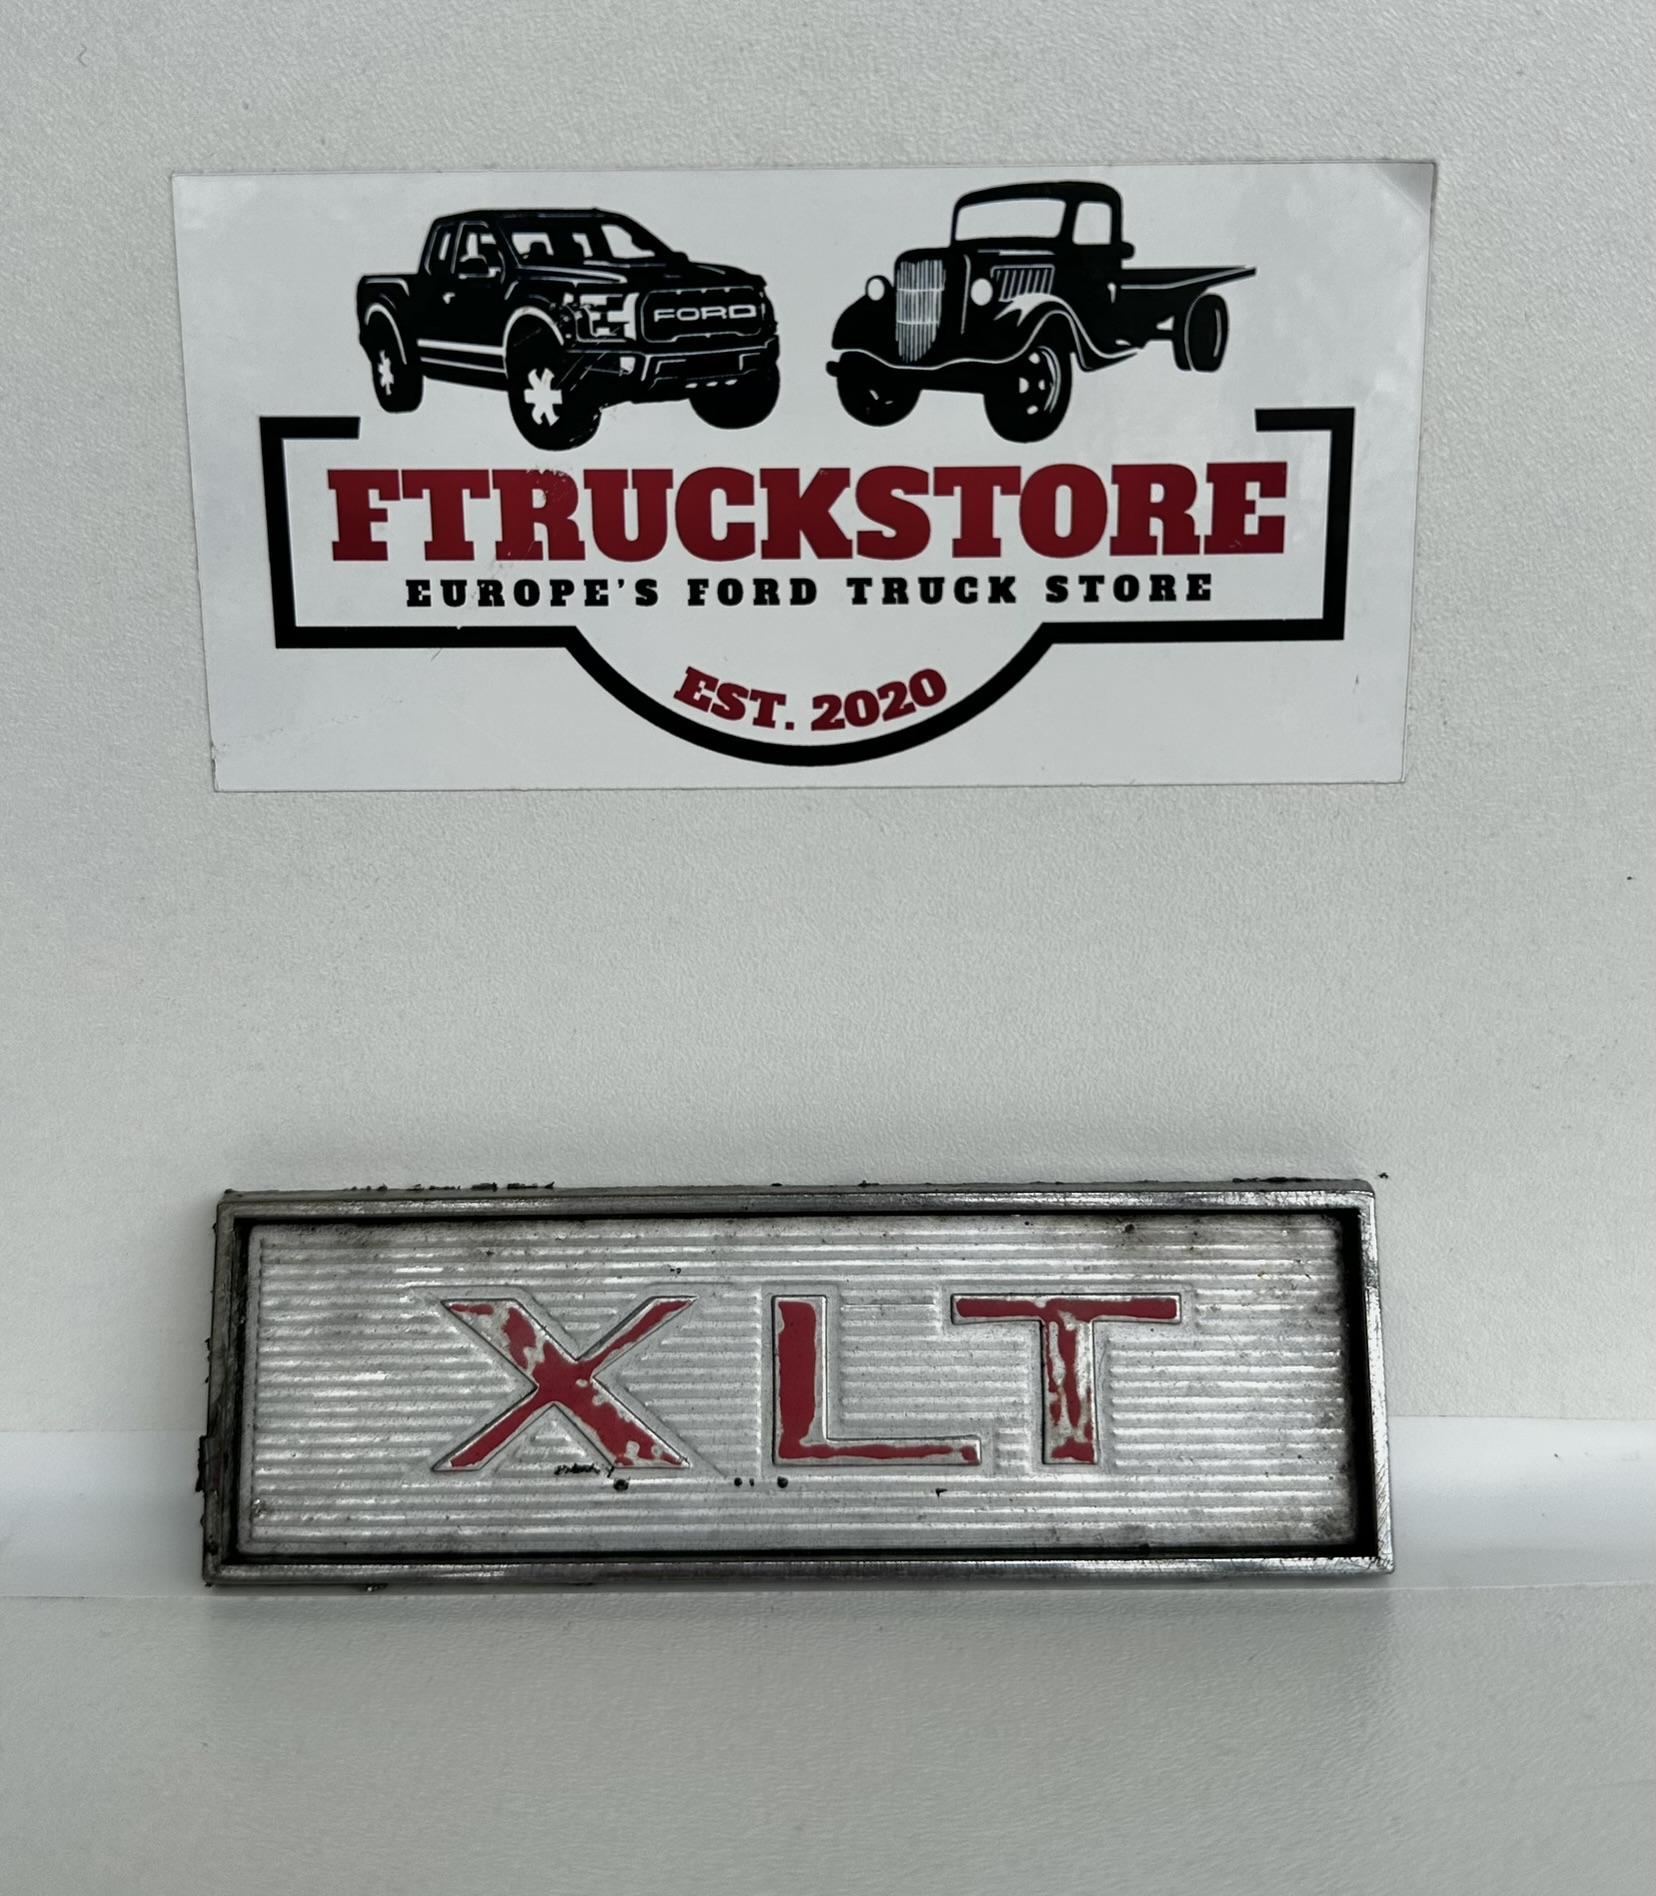 FORD
FTRUCKSTORE
EUROPE'S FORD TRUCK STORE
EST. 2020
XLT